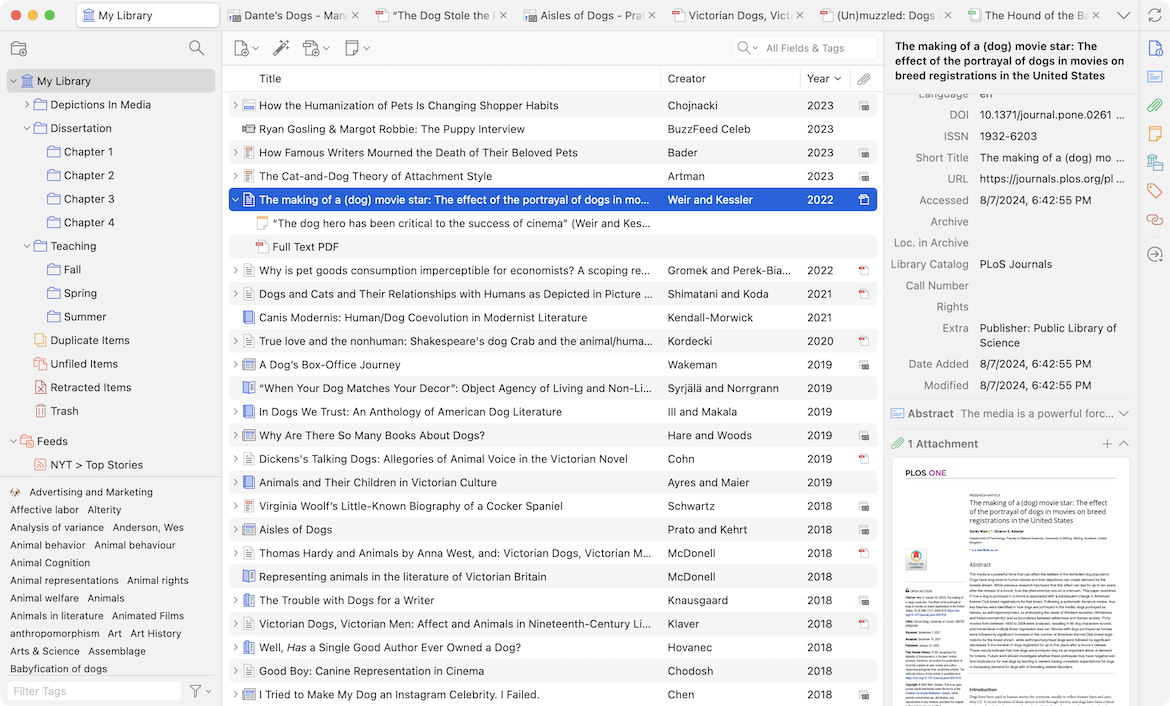 My Library
Dante's Dogs - Man
"The Dog Stole the
Aisles of Dogs - Pra
Victorian Dogs, Vict
(Un)muzzled: Dogs
The Hound of the Ba
All Fields & Tags
My Library
Depictions In Media
Dissertation
Chapter 1
Chapter 2
Chapter 3
Chapter 4
Teaching
Fall
Spring
Summer
Duplicate Items
Unfiled Items
Retracted Items
Trash
Feeds
NYT > Top Stories
Advertising and Marketing
Affective labor Alterity
Analysis of variance Anderson, Wes
Animal behavior Animal behaviour
Animal Cognition
Animal representations Animal rights
Animal welfare Animals
Animals in literature Animated Films
anthropomorphism Art Art History
Arts & Science Assemblage
Babyfication of dogs
Filter Tags
Title Creator Year
How the Humanization of Pets Is Changing Shopper Habits Chojnacki 2023
Ryan Gosling & Margot Robbie: The Puppy Interview BuzzFeed Celeb 2023
How Famous Writers Mourned the Death of Their Beloved Pets Bader 2023
The Cat-and-Dog Theory of Attachment Style Artman 2023
The making of a (dog) movie star: The effect of the portrayal of dogs in mo... Weir and Kessler 2022
"The dog hero has been critical to the success of cinema" (Weir and Kes...
Full Text PDF
Why is pet goods consumption imperceptible for economists? A scoping re... Gromek and Perek-Bia... 2022
Dogs and Cats and Their Relationships with Humans as Depicted in Picture ... Shimatani and Koda 2021
Canis Modernis: Human/Dog Coevolution in Modernist Literature Kendall-Morwick 2021
True love and the nonhuman: Shakespeare's dog Crab and the animal/huma... Kordecki 2020
A Dog's Box-Office Journey Wakeman 2019
"When Your Dog Matches Your Decor": Object Agency of Living and Non-Li... Syrjälä and Norrgrann 2019
In Dogs We Trust: An Anthology of American Dog Literature Ill and Makala 2019
Why Are There So Many Books About Dogs? Hare and Woods 2019
Dickens's Talking Dogs: Allegories of Animal Voice in the Victorian Novel Cohn 2019
Animals and Their Children in Victorian Culture Ayres and Maier 2019
Virginia Woolf's Little-Known Biography of a Cocker Spaniel Schwartz 2018
Aisles of Dogs Prato and Kehrt 2018
Thomas Hardy and Animals by Anna West, and: Victorian Dogs, Victorian M... McDonell 2018
Representing animals in the literature of Victorian Britain McDonell 2018
The Trouble with Dogs for a Writer Knausgaard 2018
Victorian Dogs, Victorian Men: Affect and Animals in Nineteenth-Century Li... Klaver 2018
Well, Has a Single Good Author Ever Owned a Dog? Hovanec 2018
Good Boy: Canine representation in Cinema Chodosh 2018
I Tried to Make My Dog an Instagram Celebrity. I Failed. Chen 2018
The making of a (dog) movie star: The
effect of the portrayal of dogs in movies on
breed registrations in the United States
Language en
DOI 10.1371/journal.pone.0261 ...
ISSN 1932-6203
Short Title The making of a (dog) mo ...
URL https://journals.plos.org/pl ...
Accessed 8/7/2024, 6:42:55 PM
Archive
Loc. in Archive
Library Catalog PLoS Journals
Call Number
Rights
Extra Publisher: Public Library of
Science
Date Added 8/7/2024, 6:42:55 PM
Modified 8/7/2024, 6:42:55 PM
Abstract The media is a powerful forc...
1 Attachment
PLOS ONE
RESEARCH ARTICLE
The making of a (dog) movie star: The effect
of the portrayal of dogs in movies on breed
registrations in the United States
Abstract
Introduction